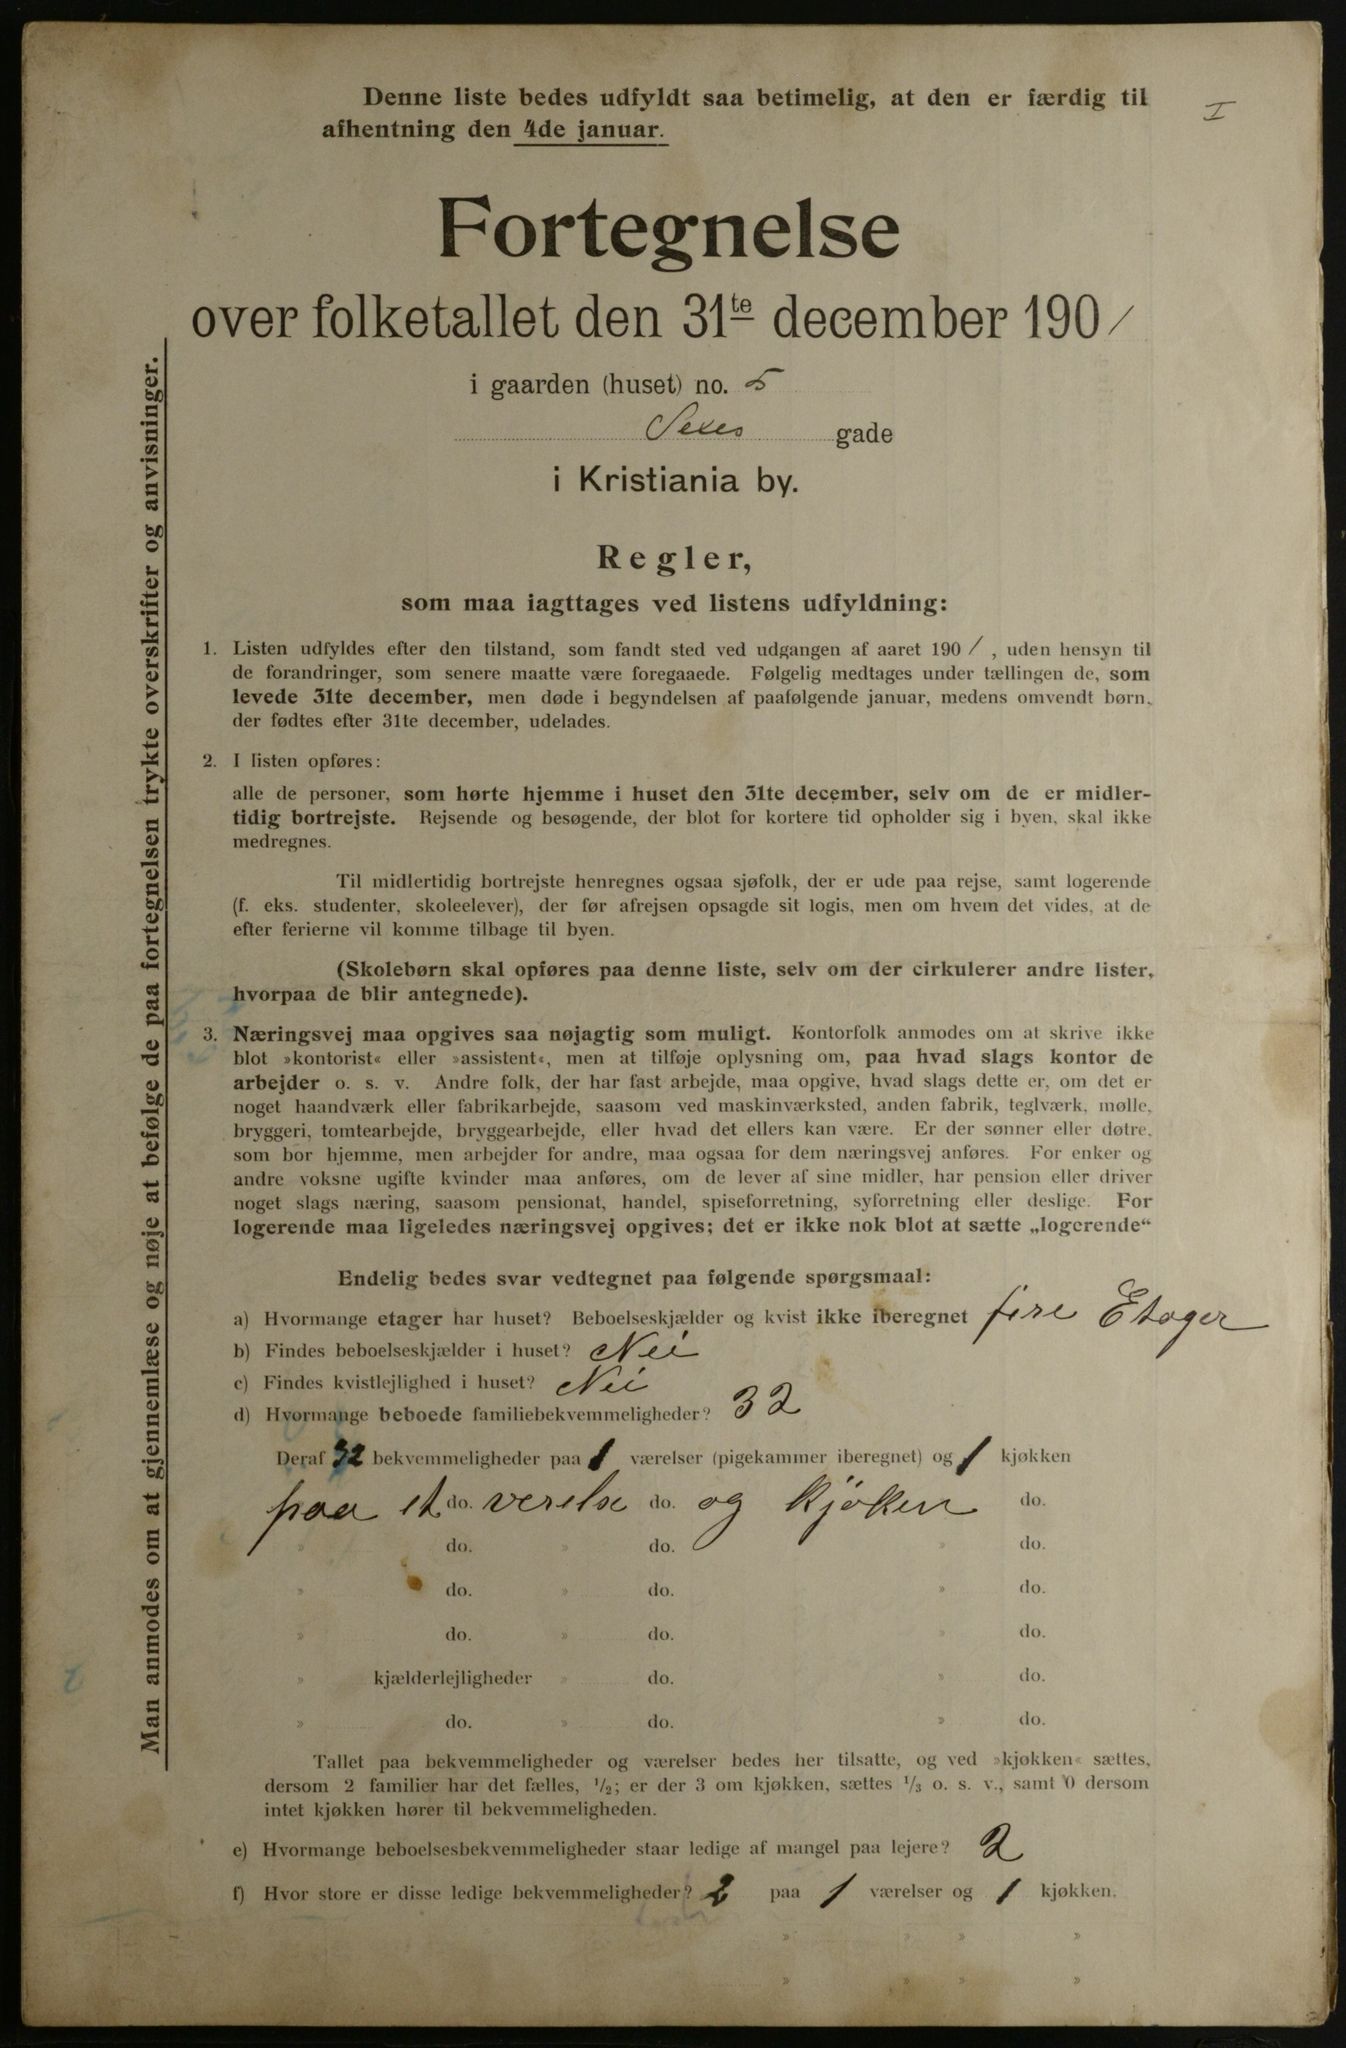 I
Denne liste bedes udfyldt saa betimelig, at den er færdig til
afhentning den 4de januar.
Fortegnelse
over folketallet den 31te december 1901
i gaarden (huset) no. 5
Sexes gade
i Kristiania by.
Regler,
som maa iagttages ved listens udfyldning:
1. Listen udfyldes efter den tilstand, som fandt sted ved udgangen af aaret 1901, uden hensyn til
de forandringer, som senere maatte være foregaaede. Følgelig medtages under tællingen de, som
levede 31te december, men døde i begyndelsen af paafølgende januar, medens omvendt børn,
der fødtes efter 31te december, udelades.
2. I listen opføres:
alle de personer, som hørte hjemme i huset den 31te december, selv om de er midler-
tidig bortrejste. Rejsende og besøgende, der blot for kortere tid opholder sig i byen, skal ikke
medregnes.
Til midlertidig bortrejste henregnes ogsaa sjøfolk, der er ude paa rejse, samt logerende
(f. eks. studenter, skoleelever), der før afrejsen opsagde sit logis, men om hvem det vides, at de
efter ferierne vil komme tilbage til byen.
(Skolebørn skal opføres paa denne liste, selv om der cirkulerer andre lister,
hvorpaa de blir antegnede).
3. Næringsvej maa opgives saa nøjagtig som muligt. Kontorfolk anmodes om at skrive ikke
blot »kontorist« eller »assistent«, men at tilføje oplysning om, paa hvad slags kontor de
arbejder o. s. v. Andre folk, der har fast arbejde, maa opgive, hvad slags dette er, om det er
noget haandværk eller fabrikarbejde, saasom ved maskinværksted, anden fabrik, teglværk, mølle,
bryggeri, tomtearbejde, bryggearbejde, eller hvad det ellers kan være. Er der sønner eller døtre,
som bor hjemme, men arbejder for andre, maa ogsaa for dem næringsvej anføres. For enker og
andre voksne ugifte kvinder maa anføres, om de lever af sine midler, har pension eller driver
noget slags næring, saasom pensionat, handel, spiseforretning, syforretning eller deslige. For
logerende maa ligeledes næringsvej opgives; det er ikke nok blot at sætte „logerende“
Endelig bedes svar vedtegnet paa følgende spørgsmaal:
a) Hvormange etager har huset? Beboelseskjælder og kvist ikke iberegnet fire Etager
b) Findes beboelseskjælder i huset? Nei
c) Findes kvistlejlighed i huset? Nei
d) Hvormange beboede familiebekvemmeligheder? 32
Deraf 32 bekvemmeligheder paa 1 værelser (pigekammer iberegnet) og 1 kjøkken
paa et do. verelse do. og kjøken do.
» do. » do. » do.
» do. » do. » do.
» do. » do. » do.
» kjælderlejligheder » do. » do.
» do. » do. » do.
Tallet paa bekvemmeligheder og værelser bedes her tilsatte, og ved »kjøkken« sættes,
dersom 2 familier har det fælles, 1/2; er der 3 om kjøkken, sættes 1/3 o. s. v., samt 0 dersom
intet kjøkken hører til bekvemmeligheden.
e) Hvormange beboelsesbekvemmeligheder staar ledige af mangel paa lejere? 2
f) Hvor store er disse ledige bekvemmeligheder? 2 paa 1 værelser og 1 kjøkken.
» » »
» » »
Man anmodes om at gjennemlæse og nøje at befølge de paa fortegnelsen trykte overskrifter og anvisninger.